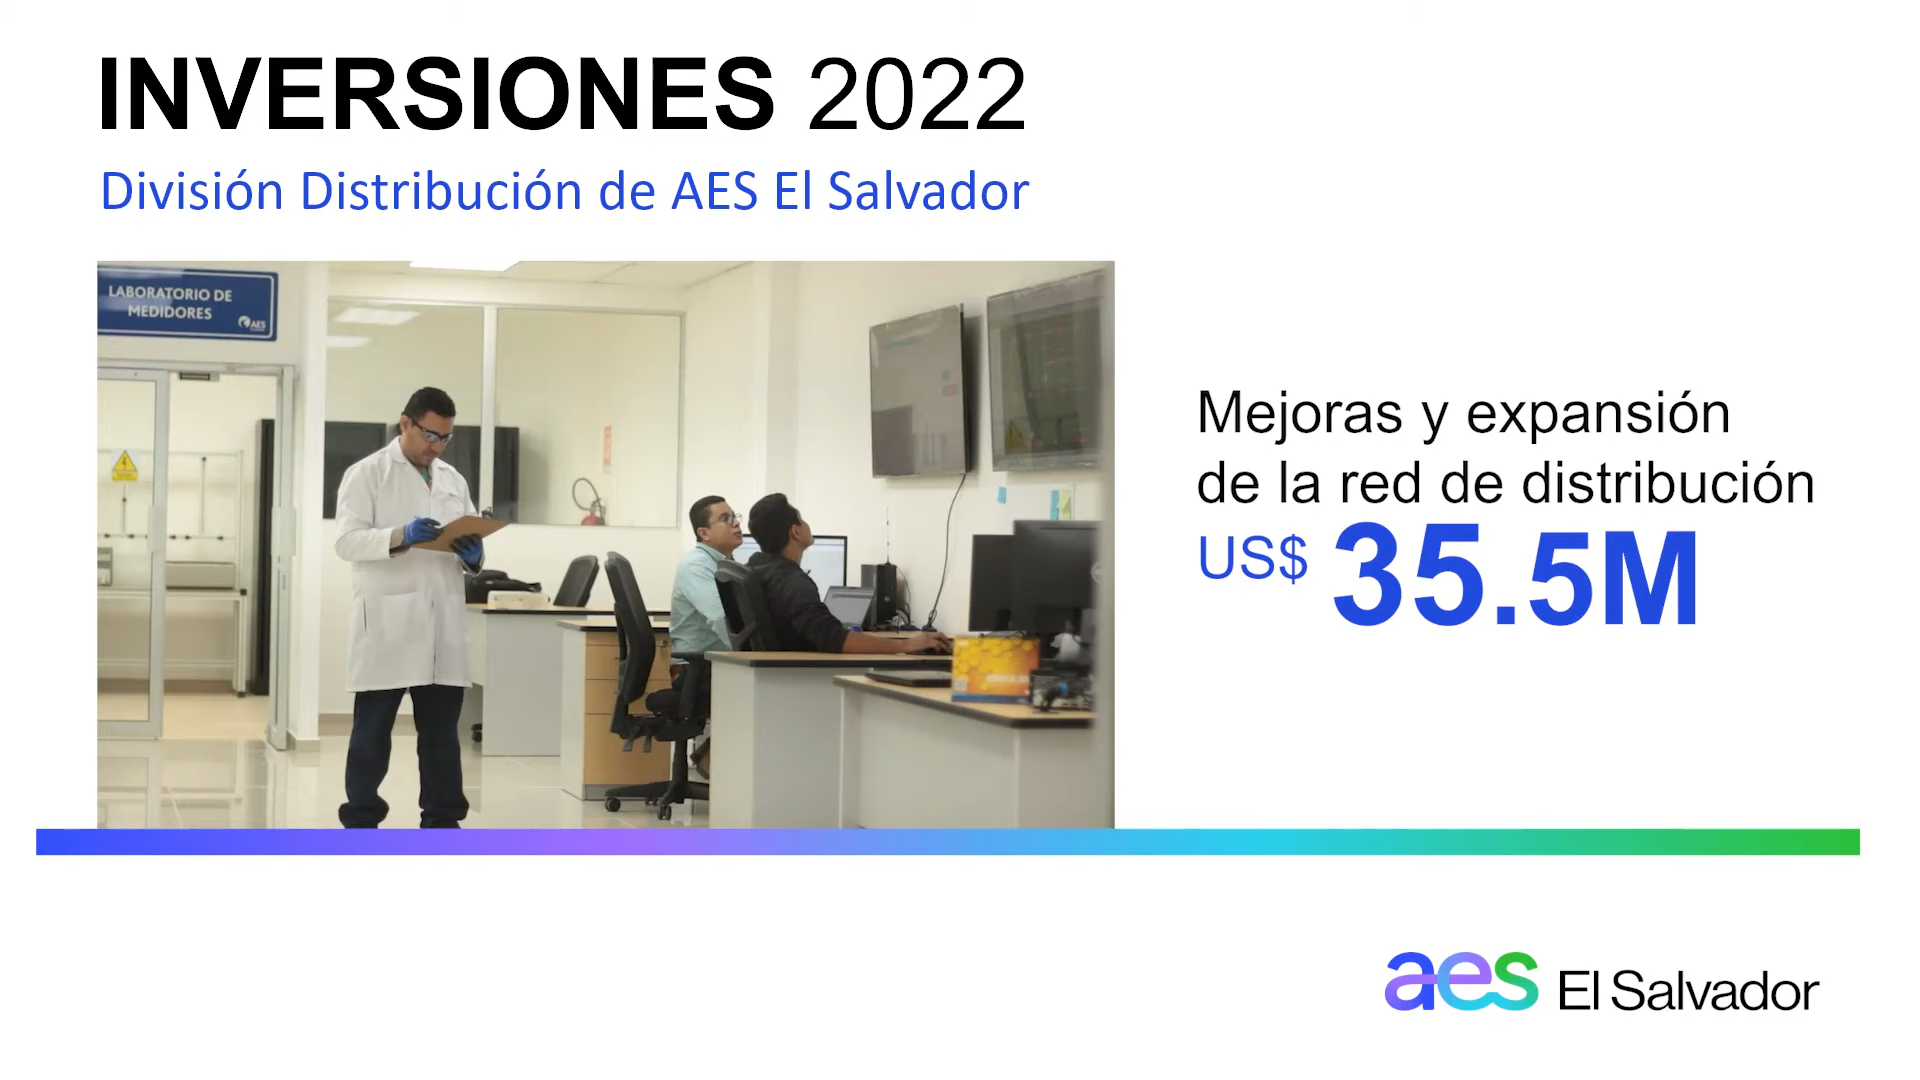 INVERSIONES 2022
División Distribución de AES El Salvador
LABORATORIO DE
MEDIDORES
AES
Mejoras y expansión
de la red de distribución
US$ 35.5M
aes El Salvador